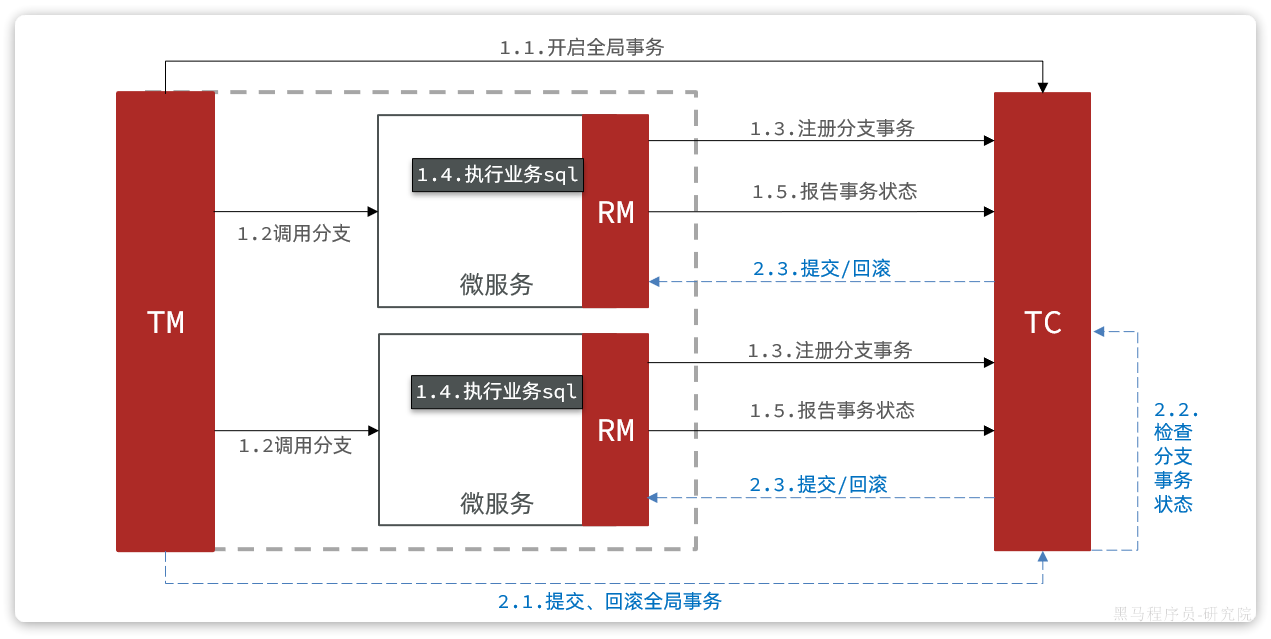 1.1.开启全局事务
1.3.注册分支事务
1.4.执行业务sql
1.5.报告事务状态
RM
1.2调用分支
2.3.提交/回滚
微服务
TM
TC
1.3.注册分支事务
1.4.执行业务sql
1.5.报告事务状态
RM
1.2调用分支
2.2.
检查
分支
事务
状态
2.3.提交/回滚
微服务
2.1.提交、回滚全局事务
黑马程序员-研究院